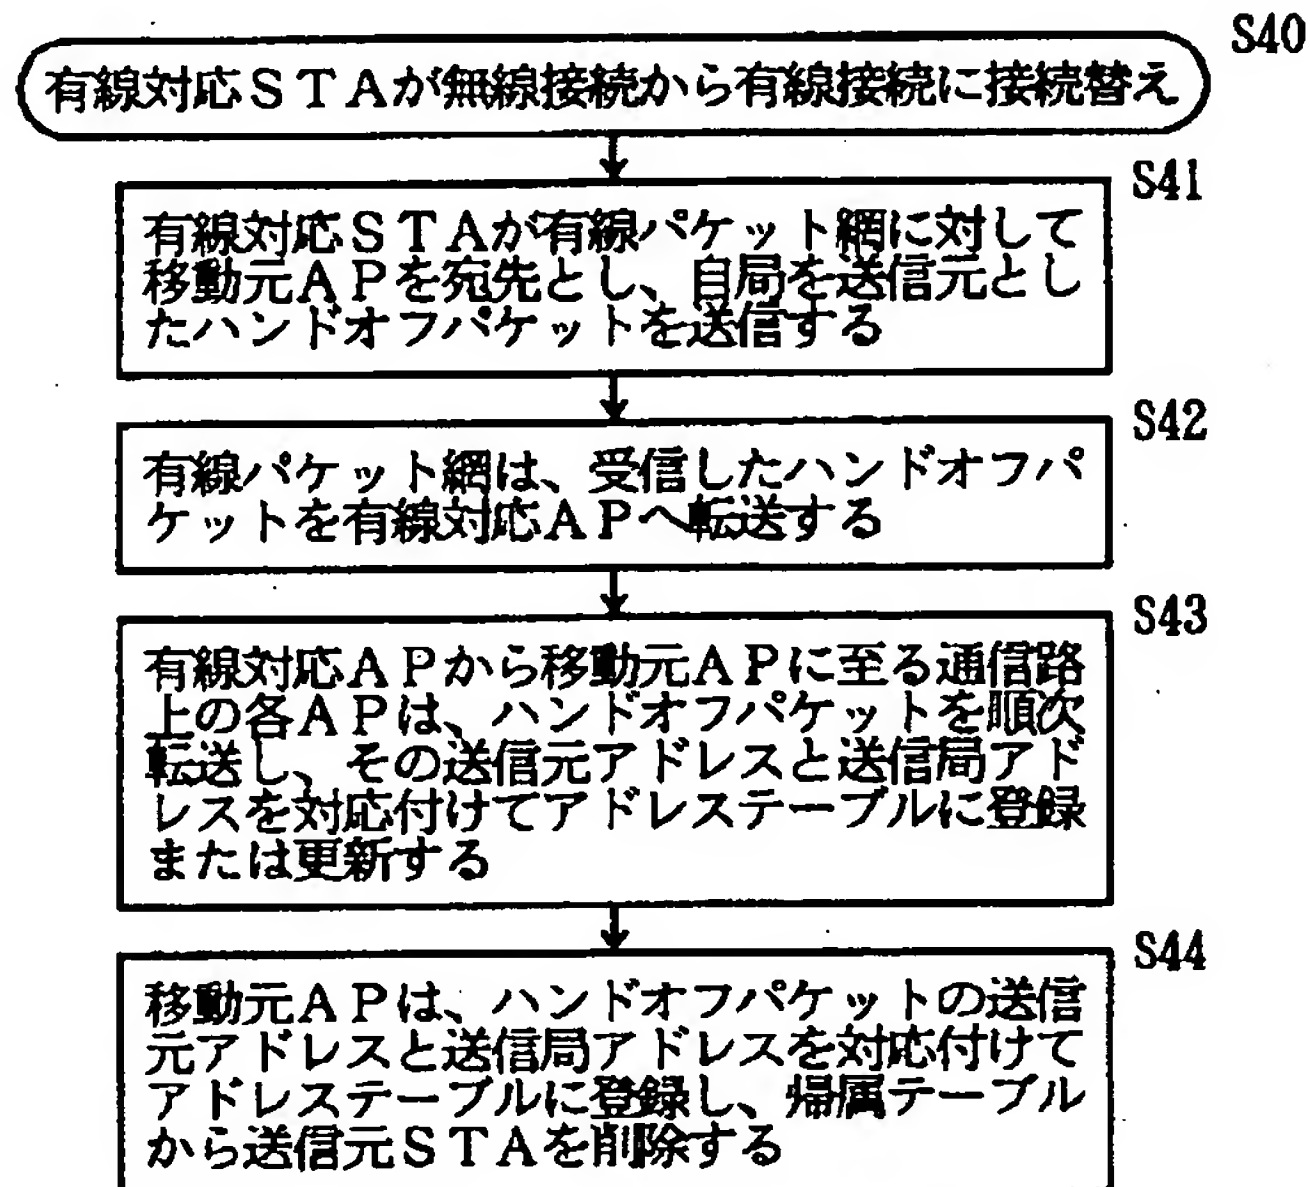 S40
有線対応ＳＴＡが無線接続から有線接続に接続替え
S41
有線対応ＳＴＡが有線パケット網に対して
移動元ＡＰを宛先とし、自局を送信元とし
たハンドオフパケットを送信する
S42
有線パケット網は、受信したハンドオフパ
ケットを有線対応ＡＰへ転送する
S43
有線対応ＡＰから移動元ＡＰに至る通信路
上の各ＡＰは、ハンドオフパケットを順次
転送し、その送信元アドレスと送信局アド
レスを対応付けてアドレステーブルに登録
または更新する
S44
移動元ＡＰは、ハンドオフパケットの送信
元アドレスと送信局アドレスを対応付けて
アドレステーブルに登録し、帰属テーブル
から送信元ＳＴＡを削除する